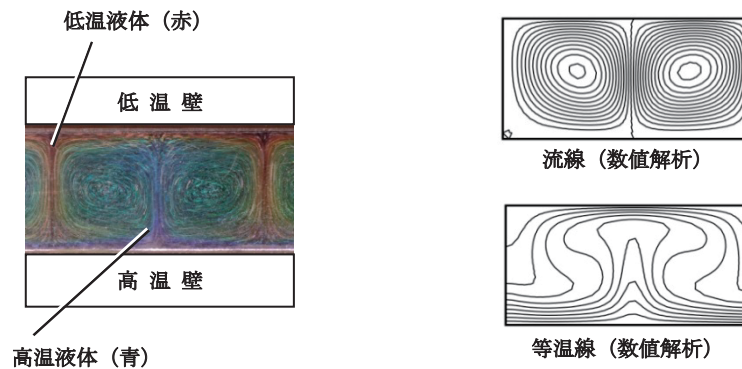 低温液体（赤）
低 温 壁
高 温 壁
高温液体（青）
流線（数値解析）
等温線（数値解析）